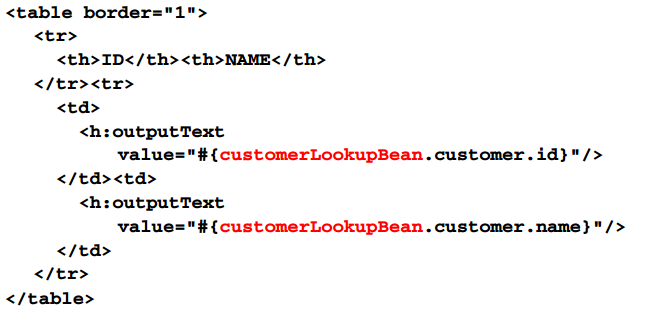 <table border="1">
<tr>
<th>ID</th><th>NAME</th>
</tr><tr>
<td>
<h:outputText
value="#{customerLookupBean.customer.id}"/>
</td><td>
<h:outputText
value="#{customerLookupBean.customer.name}"/>
</td>
</tr>
</table>